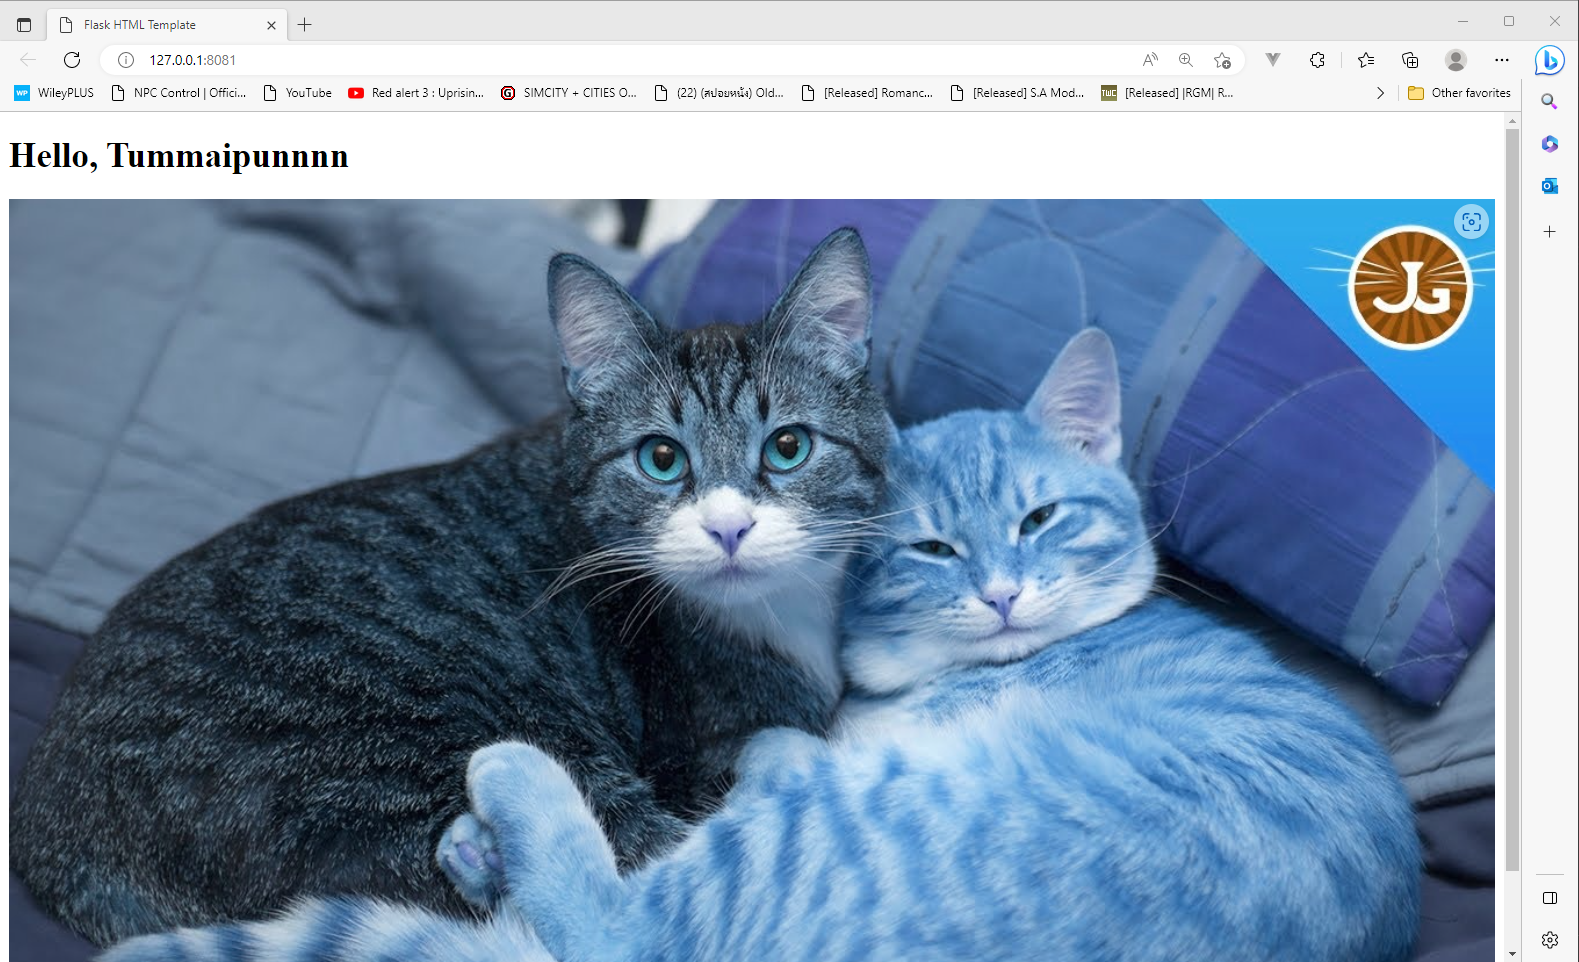 Flask HTML Template
127.0.0.1:8081
WileyPLUS
NPC Control | Offici...
YouTube
Red alert 3 : Uprisin...
SIMCITY + CITIES O...
(22) (สปอยหนัง) Old...
[Released] Romanc...
[Released] S.A Mod...
TWC
[Released] |RGM| R...
Other favorites
Hello, Tummaipunnnn
JG